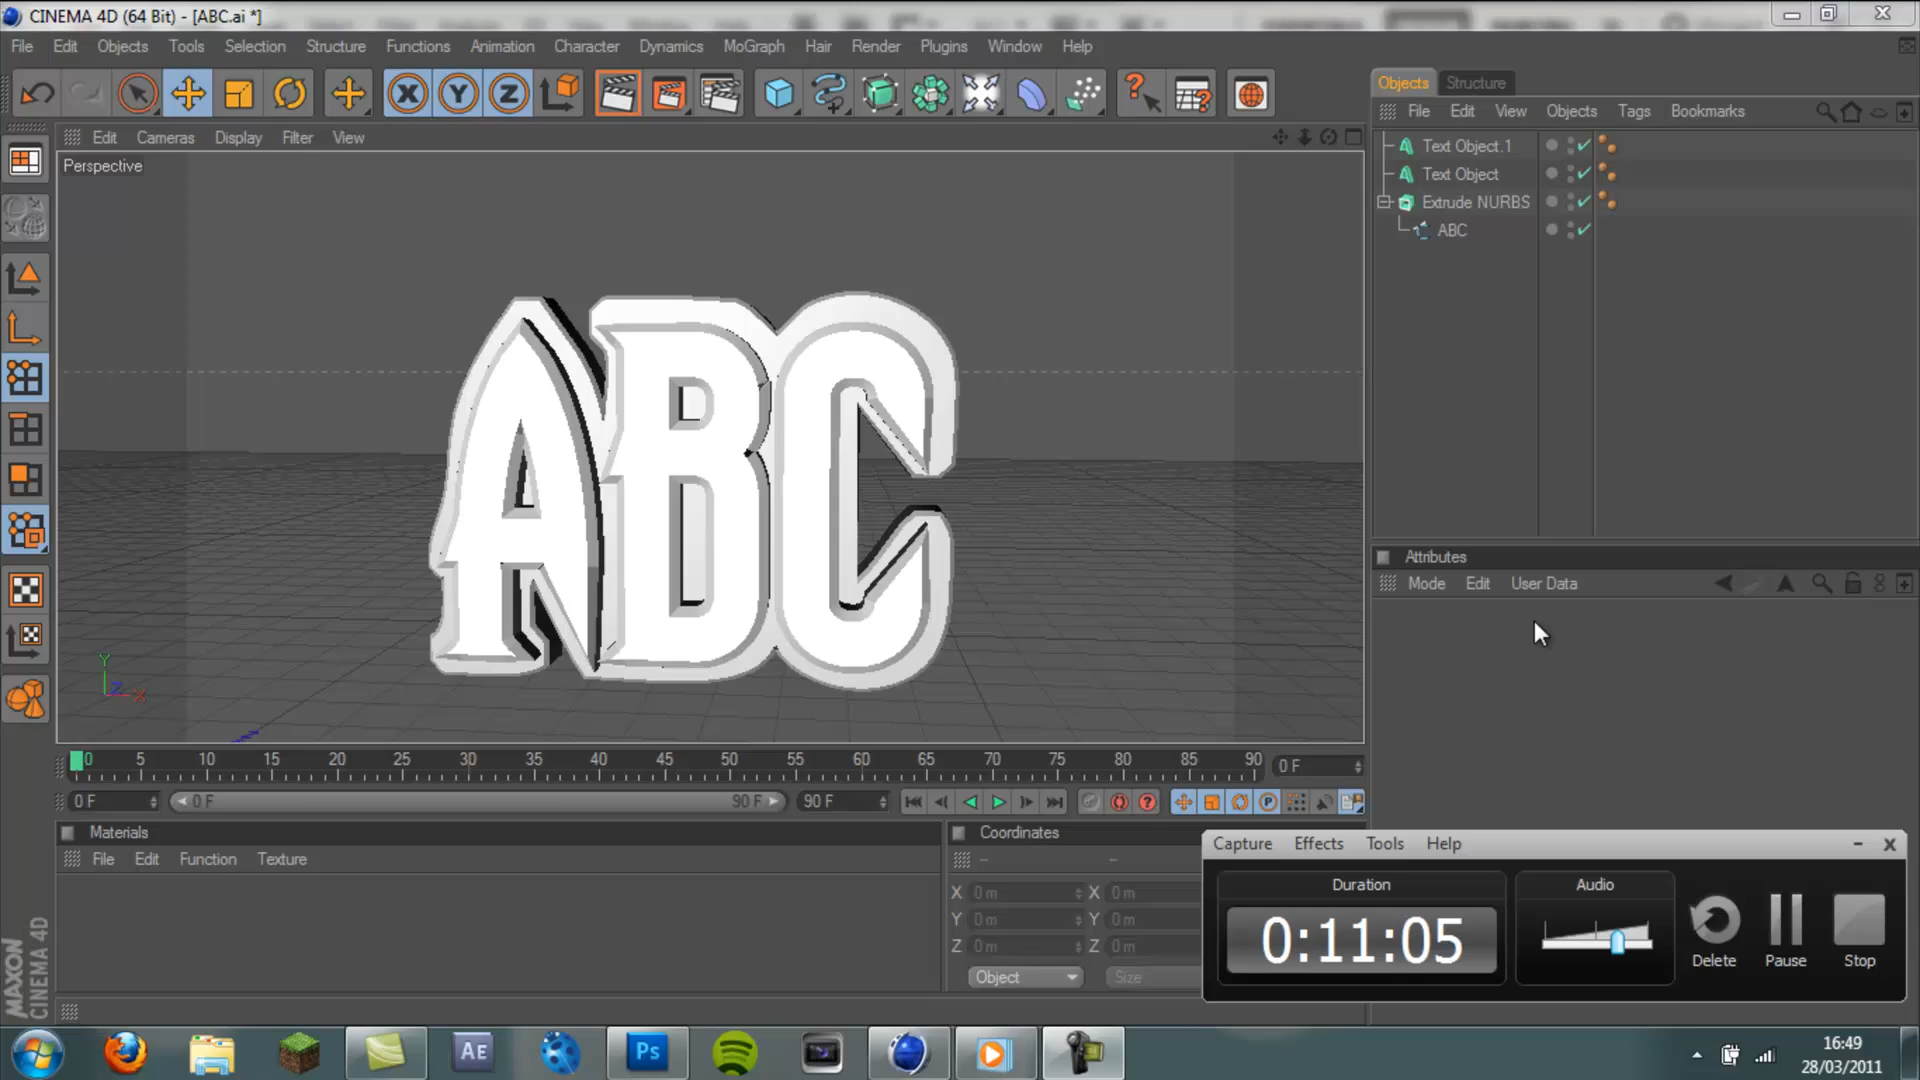 CINEMA 4D (64 Bit) - [ABC.ai *]
File Edit Objects Tools Selection Structure Functions Animation Character Dynamics MoGraph Hair Render Plugins Window Help
X Y Z
Objects Structure
File Edit View Objects Tags Bookmarks
Edit Cameras Display Filter View
Perspective
Text Object.1
Text Object
Extrude NURBS
ABC
ABC
Attributes
Mode Edit User Data
Y
Z X
0 5 10 15 20 25 30 35 40 45 50 55 60 65 70 75 80 85 90 0 F
0 F 0 F 90 F 90 F
Materials
File Edit Function Texture
Coordinates
X 0 m X 0 m
Y 0 m Y 0 m
Z 0 m Z 0 m
Object Size
MAXON
CINEMA 4D
Capture Effects Tools Help
Duration Audio
0:11:05
Delete Pause Stop
AE Ps
16:49
28/03/2011